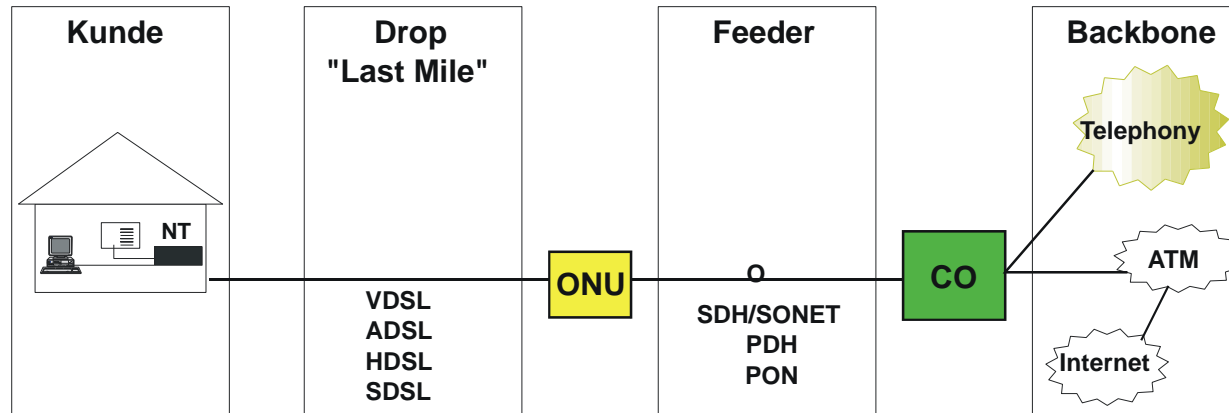 Kunde
Drop
"Last Mile"
Feeder
Backbone
Telephony
NT
ONU
O
CO
ATM
VDSL
ADSL
HDSL
SDSL
SDH/SONET
PDH
PON
Internet